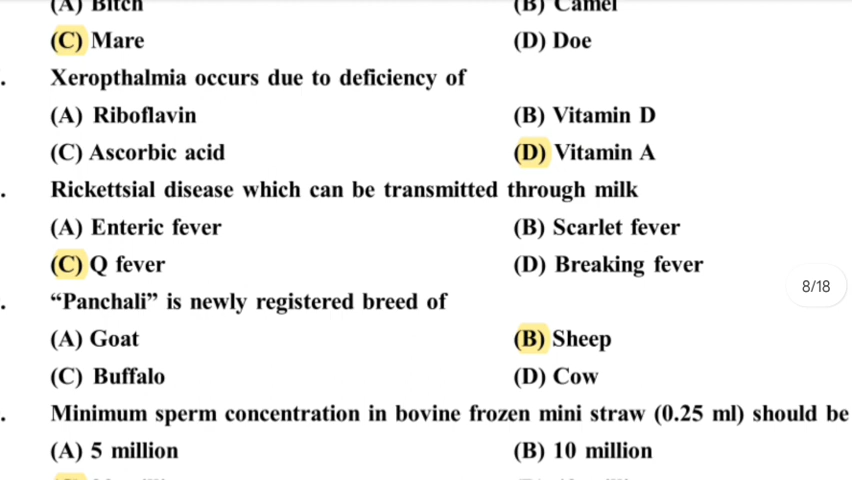 (A) Bitch (B) Camel
(C) Mare (D) Doe
. Xeropthalmia occurs due to deficiency of
(A) Riboflavin (B) Vitamin D
(C) Ascorbic acid (D) Vitamin A
. Rickettsial disease which can be transmitted through milk
(A) Enteric fever (B) Scarlet fever
(C) Q fever (D) Breaking fever
8/18
. “Panchali” is newly registered breed of
(A) Goat (B) Sheep
(C) Buffalo (D) Cow
. Minimum sperm concentration in bovine frozen mini straw (0.25 ml) should be
(A) 5 million (B) 10 million